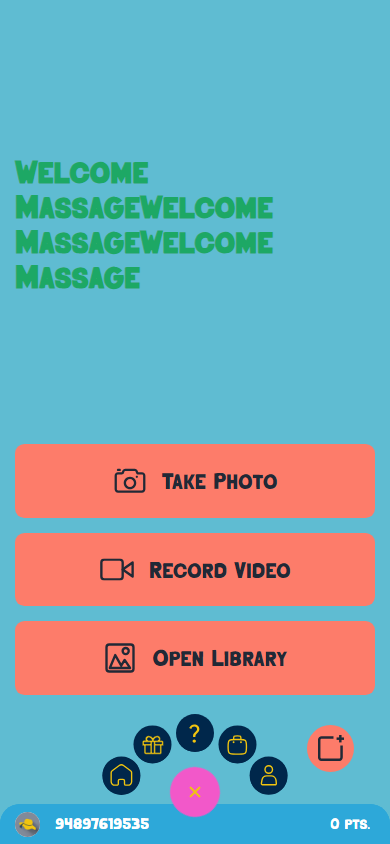 Welcome
MassageWelcome
MassageWelcome
Massage
Take Photo
Record Video
Open Library
?
94897619535
0 PTS.